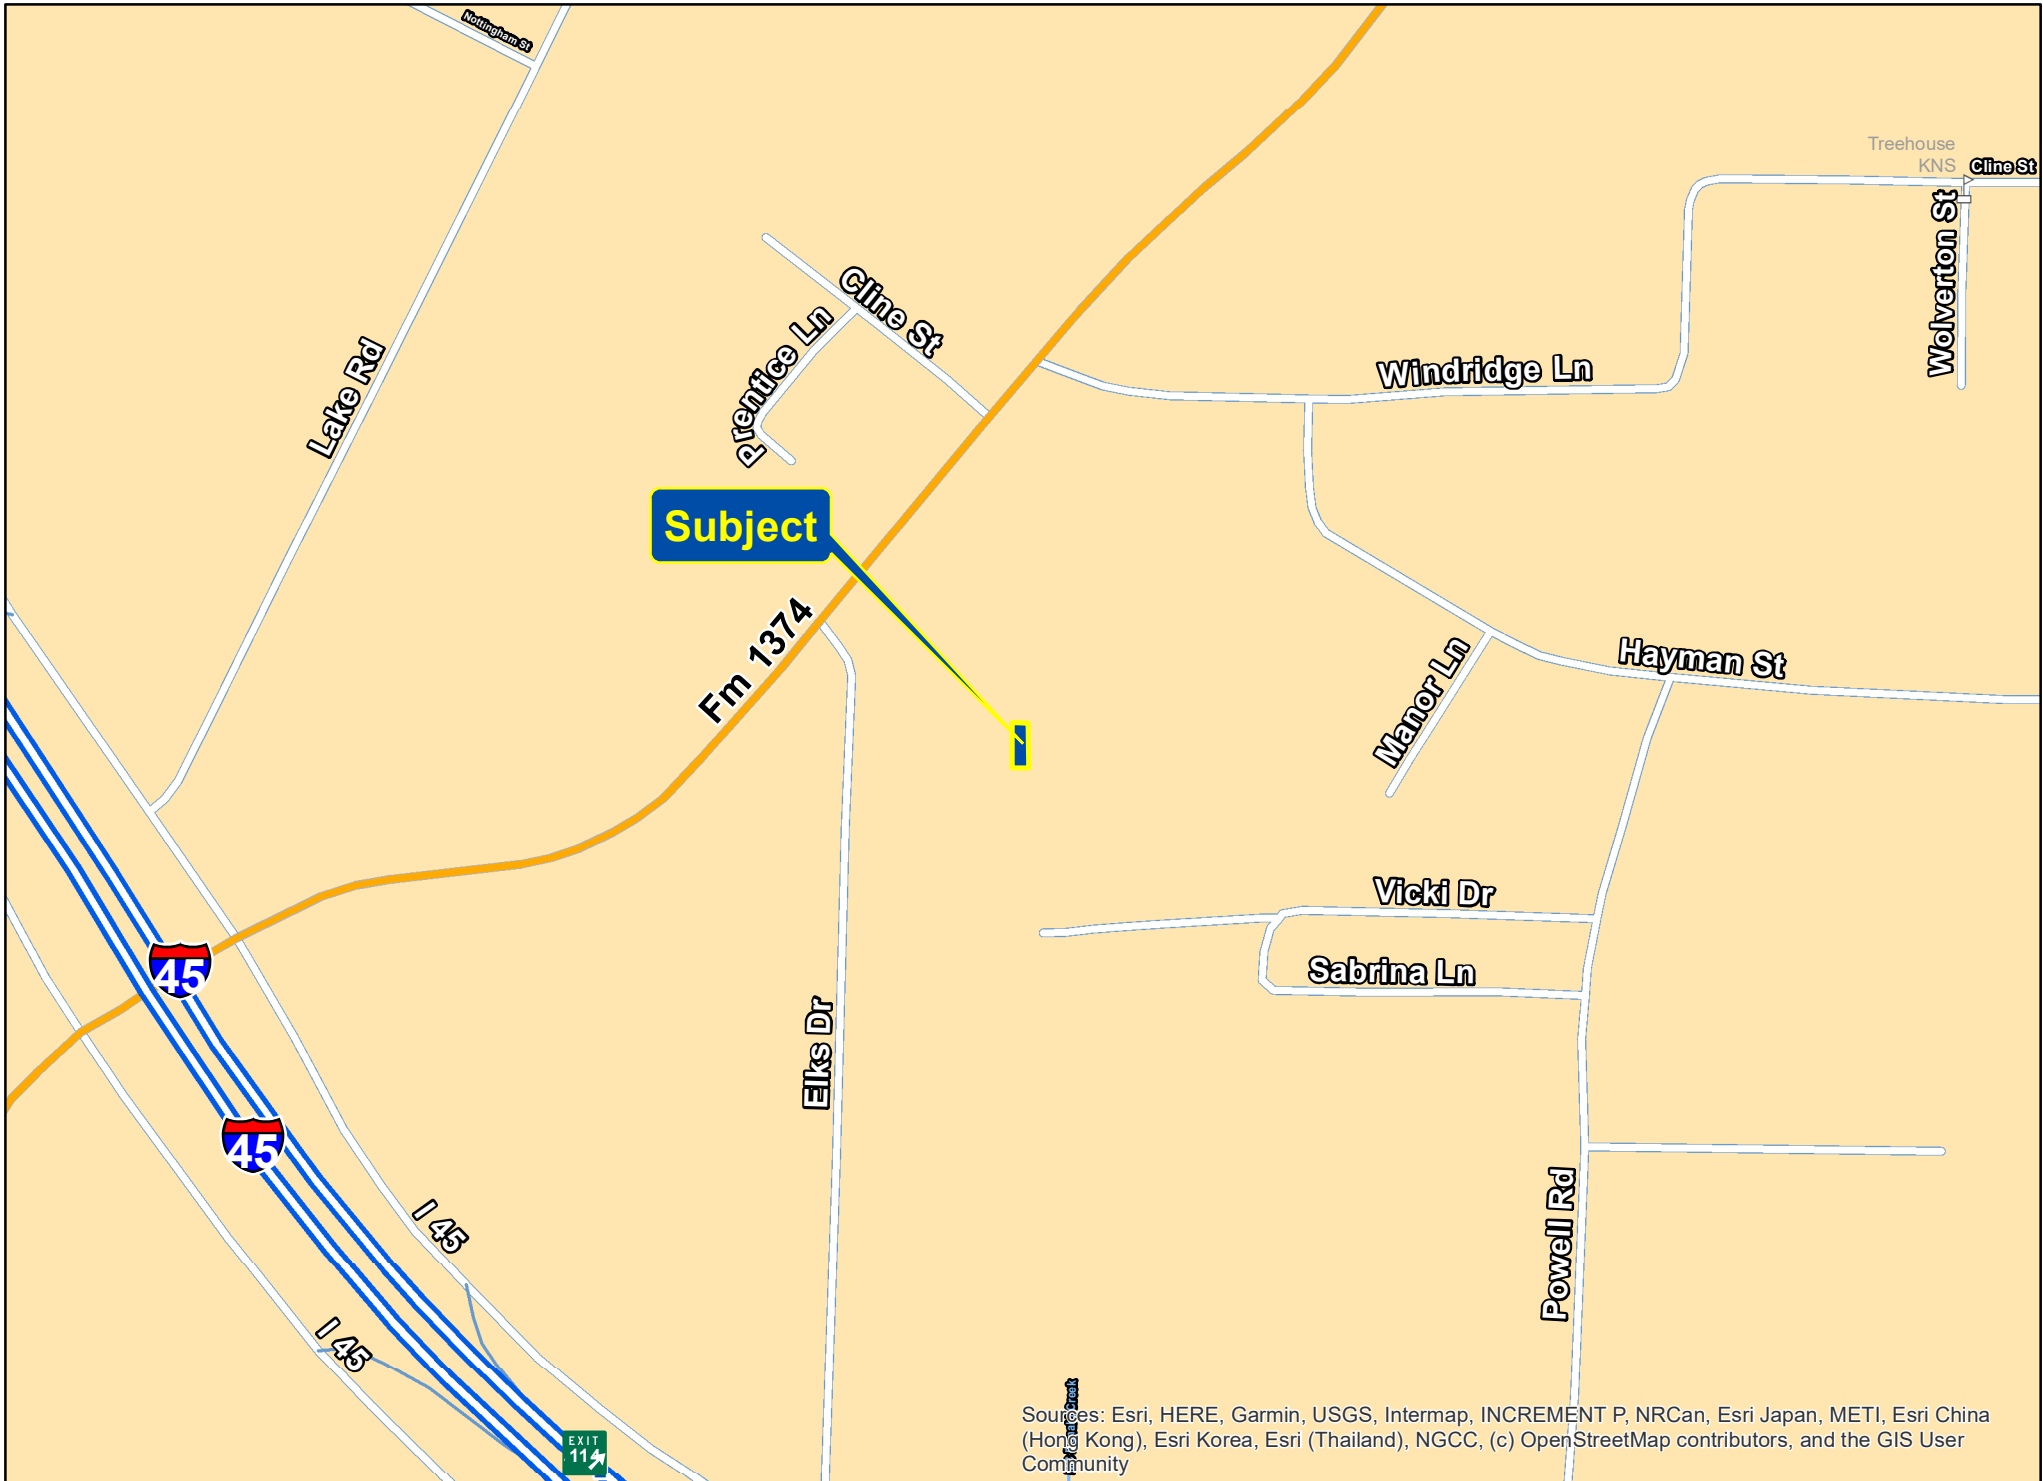 Nottingham St
Treehouse
KNS
Cline St
Wolverton St
Cline St
Prentice Ln
Lake Rd
Windridge Ln
Subject
Fm 1374
Hayman St
Manor Ln
Vicki Dr
Sabrina Ln
45
Elks Dr
45
I 45
Powell Rd
I 45
EXIT
114
Creek
Sources: Esri, HERE, Garmin, USGS, Intermap, INCREMENT P, NRCan, Esri Japan, METI, Esri China
(Hong Kong), Esri Korea, Esri (Thailand), NGCC, (c) OpenStreetMap contributors, and the GIS User
Community